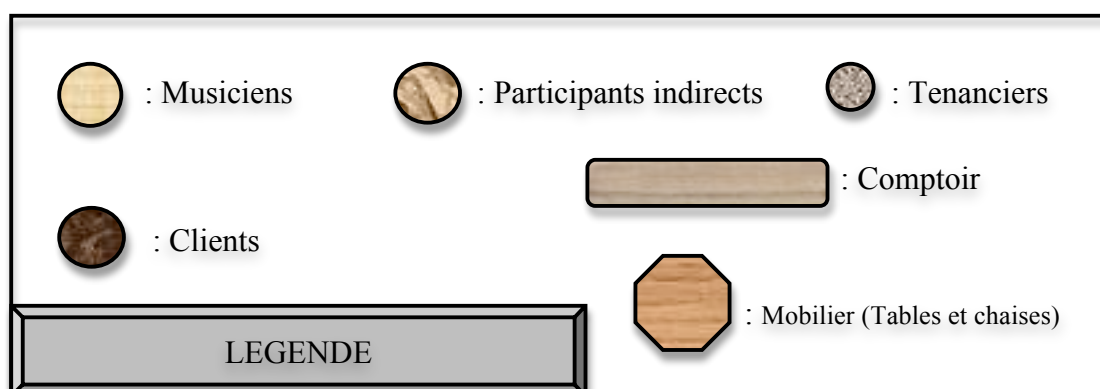 : Musiciens
: Participants indirects
: Tenanciers
: Comptoir
: Clients
: Mobilier (Tables et chaises)
LEGENDE